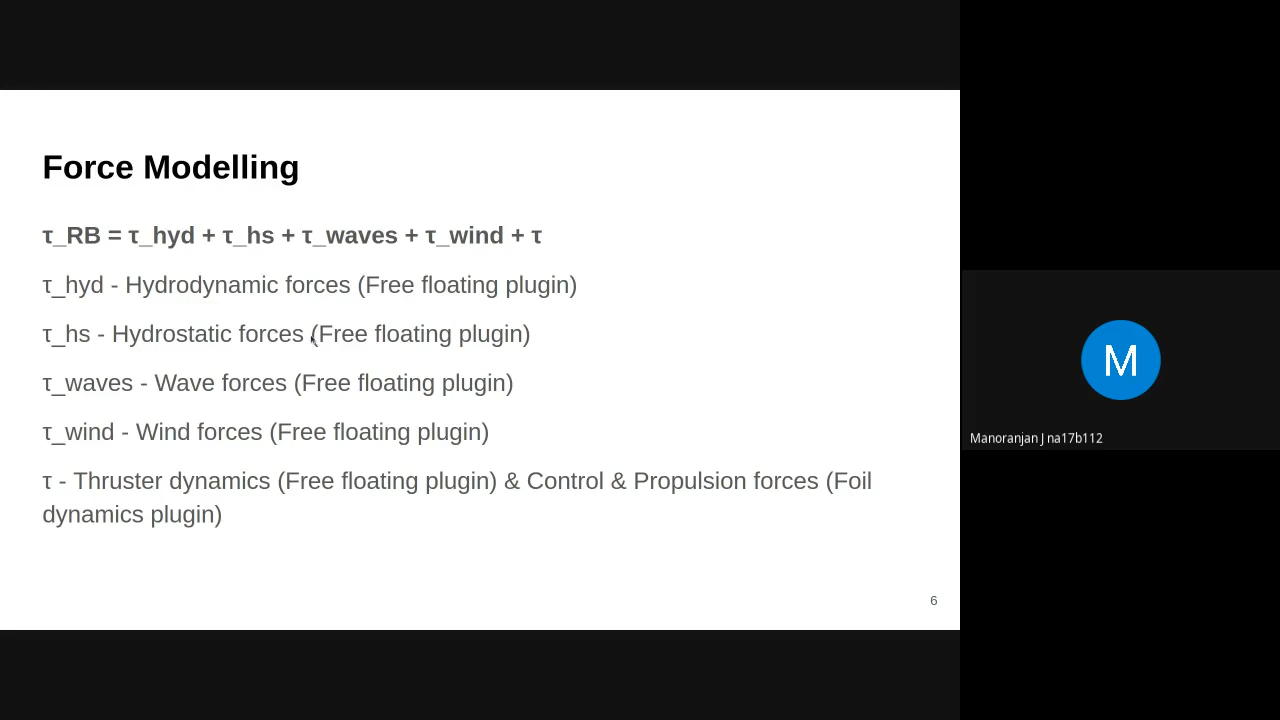 Force Modelling
τ_RB = τ_hyd + τ_hs + τ_waves + τ_wind + τ
τ_hyd - Hydrodynamic forces (Free floating plugin)
τ_hs - Hydrostatic forces (Free floating plugin)
τ_waves - Wave forces (Free floating plugin)
τ_wind - Wind forces (Free floating plugin)
τ - Thruster dynamics (Free floating plugin) & Control & Propulsion forces (Foil
dynamics plugin)
6
M
Manoranjan J na17b112